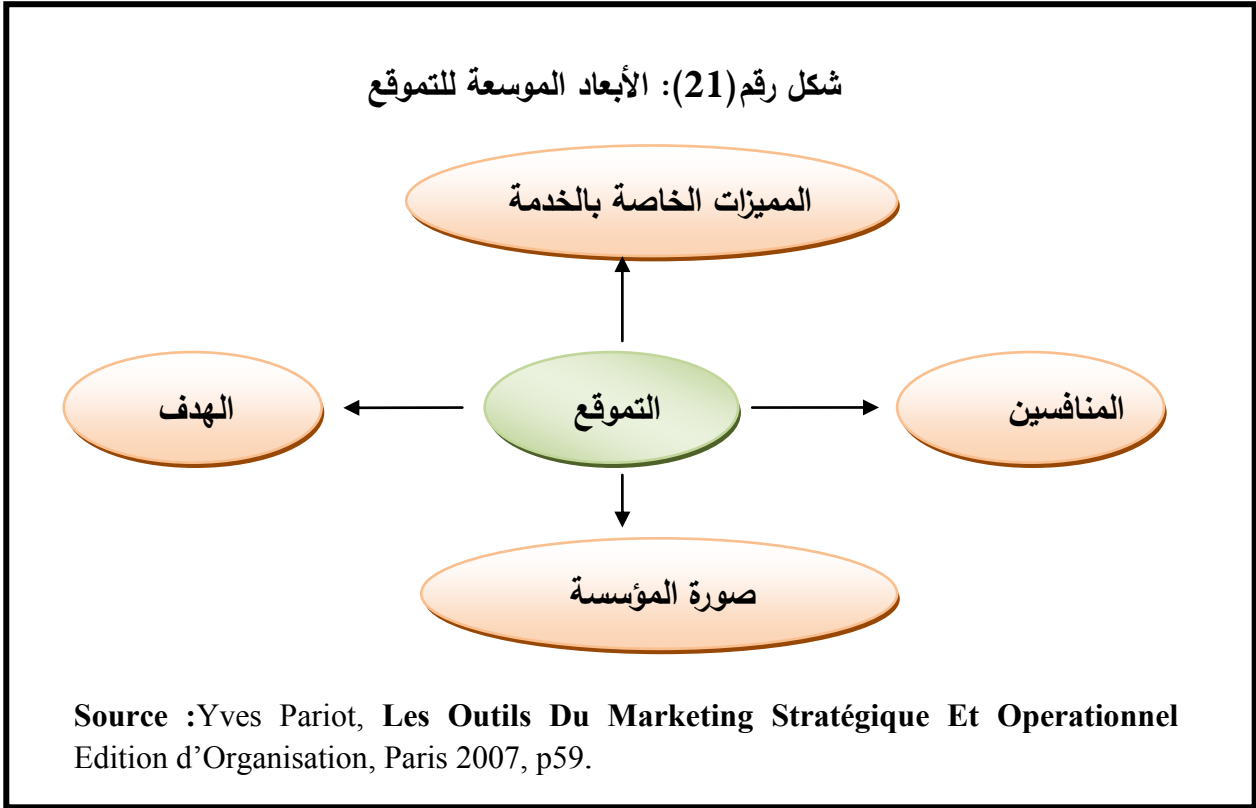 شكل رقم(21): الأبعاد الموسعة للتموقع
المميزات الخاصة بالخدمة
المنافسين
التموقع
الهدف
صورة المؤسسة
Source :Yves Pariot, Les Outils Du Marketing Stratégique Et Operationnel
Edition d’Organisation, Paris 2007, p59.